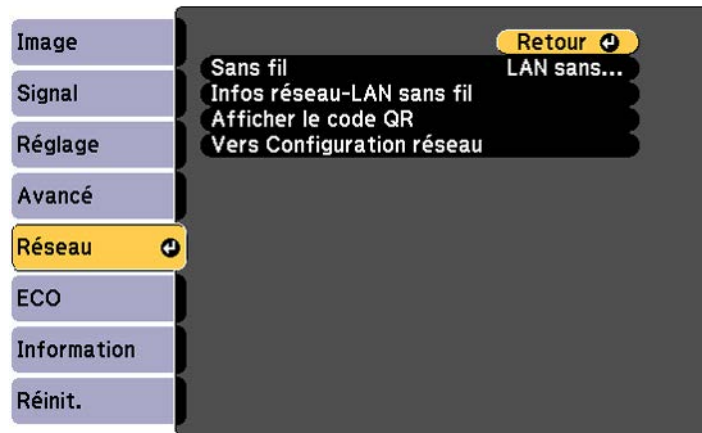 Image
Signal
Réglage
Avancé
Réseau
ECO
Information
Réinit.
Retour
Sans fil LAN sans...
Infos réseau-LAN sans fil
Afficher le code QR
Vers Configuration réseau